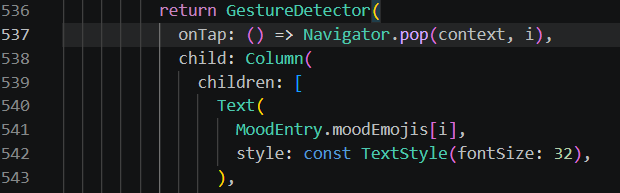 536 return GestureDetector(
537 onTap: () => Navigator.pop(context, i),
538 child: Column(
539 children: [
540 Text(
541 MoodEntry.moodEmojis[i],
542 style: const TextStyle(fontSize: 32),
543 ),